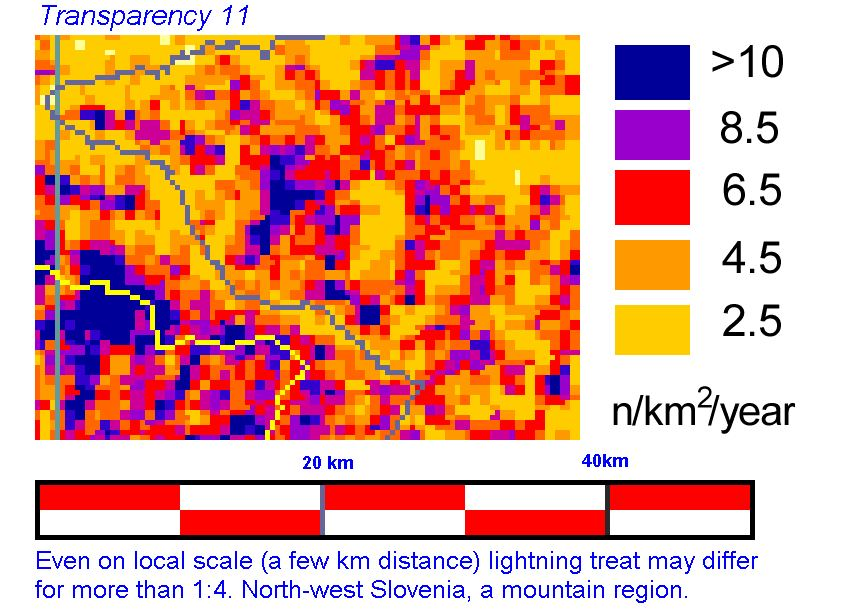 Transparency 11
>10
8.5
6.5
4.5
2.5
n/km²/year
20 km
40km
Even on local scale (a few km distance) lightning treat may differ
for more than 1:4. North-west Slovenia, a mountain region.